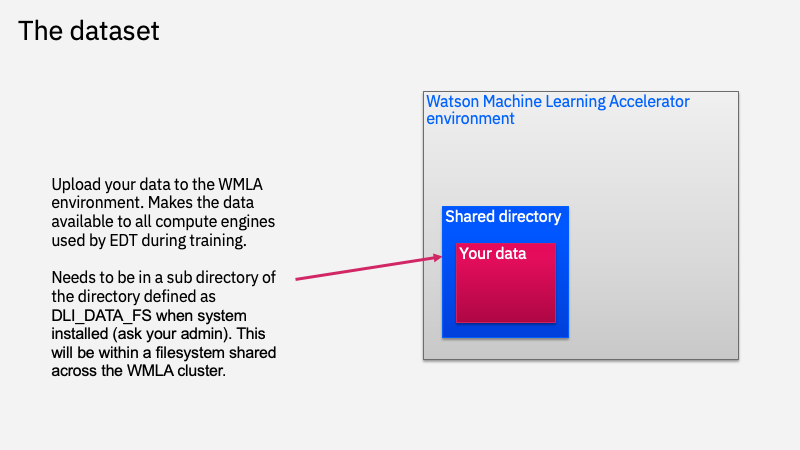 The dataset
Watson Machine Learning Accelerator
environment
Upload your data to the WMLA
environment. Makes the data
available to all compute engines
used by EDT during training.
Needs to be in a sub directory of
the directory defined as
DLI_DATA_FS when system
installed (ask your admin). This
will be within a filesystem shared
across the WMLA cluster.
Shared directory
Your data